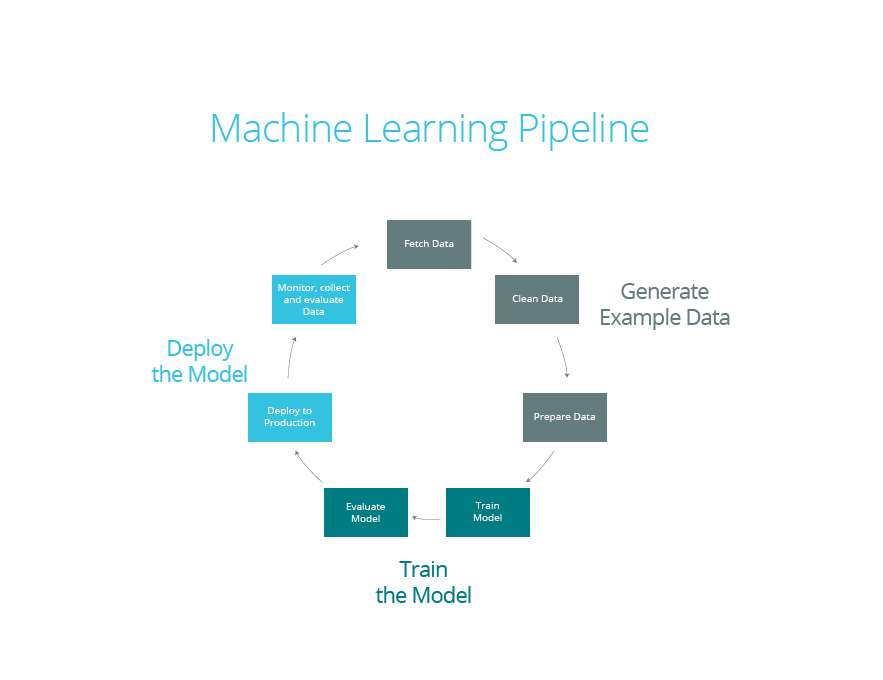 Machine Learning Pipeline
Fetch Data
Clean Data
Generate
Example Data
Prepare Data
Train
Model
Train
the Model
Evaluate
Model
Deploy to
Production
Deploy
the Model
Monitor, collect
and evaluate
Data